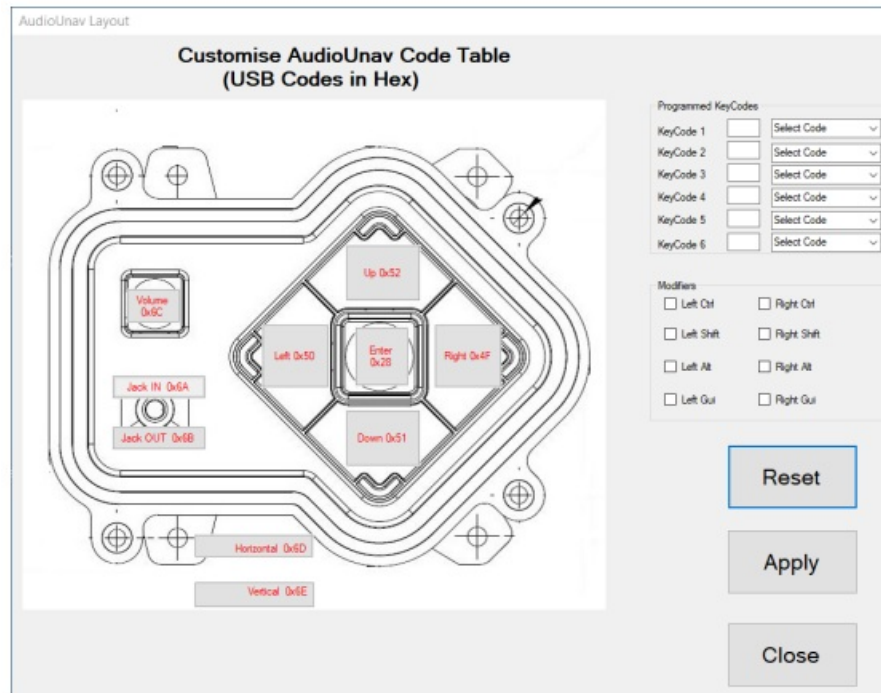 AudioUnav Layout
Customise AudioUnav Code Table
(USB Codes in Hex)
Up 0x52
Volume
0x6C
Left 0x50
Enter
0x28
Right 0x4F
Jack IN 0x6A
Jack OUT 0x6B
Down 0x51
Horizontal 0x6D
Vertical 0x6E
Programmed KeyCodes
KeyCode 1 Select Code
KeyCode 2 Select Code
KeyCode 3 Select Code
KeyCode 4 Select Code
KeyCode 5 Select Code
KeyCode 6 Select Code
Modifiers
Left Ctrl Right Ctrl
Left Shift Right Shift
Left Alt Right Alt
Left Gui Right Gui
Reset
Apply
Close